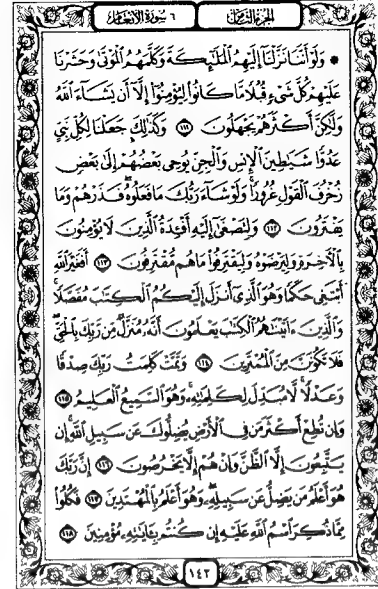 الجزء الثامن
٦ سورة الأنعام
۞ وَلَوْ أَنَّنَا نَزَّلْنَآ إِلَيْهِمُ ٱلْمَلَـٰٓئِكَةَ وَكَلَّمَهُمُ ٱلْمَوْتَىٰ وَحَشَرْنَا
عَلَيْهِمْ كُلَّ شَىْءٍ قُبُلًا مَّا كَانُوا۟ لِيُؤْمِنُوٓا۟ إِلَّآ أَن يَشَآءَ ٱللَّهُ
وَلَـٰكِنَّ أَكْثَرَهُمْ يَجْهَلُونَ ١١١ وَكَذَٰلِكَ جَعَلْنَا لِكُلِّ نَبِىٍّ
عَدُوًّا شَيَـٰطِينَ ٱلْإِنسِ وَٱلْجِنِّ يُوحِى بَعْضُهُمْ إِلَىٰ بَعْضٍ
زُخْرُفَ ٱلْقَوْلِ غُرُورًا ۚ وَلَوْ شَآءَ رَبُّكَ مَا فَعَلُوهُ ۖ فَذَرْهُمْ وَمَا
يَفْتَرُونَ ١١٢ وَلِتَصْغَىٰٓ إِلَيْهِ أَفْـِٔدَةُ ٱلَّذِينَ لَا يُؤْمِنُونَ
بِٱلْـَٔاخِرَةِ وَلِيَرْضَوْهُ وَلِيَقْتَرِفُوا۟ مَا هُم مُّقْتَرِفُونَ ١١٣ أَفَغَيْرَ ٱللَّهِ
أَبْتَغِى حَكَمًا وَهُوَ ٱلَّذِىٓ أَنزَلَ إِلَيْكُمُ ٱلْكِتَـٰبَ مُفَصَّلًا ۚ
وَٱلَّذِينَ ءَاتَيْنَـٰهُمُ ٱلْكِتَـٰبَ يَعْلَمُونَ أَنَّهُۥ مُنَزَّلٌ مِّن رَّبِّكَ بِٱلْحَقِّ ۖ
فَلَا تَكُونَنَّ مِنَ ٱلْمُمْتَرِينَ ١١٤ وَتَمَّتْ كَلِمَتُ رَبِّكَ صِدْقًا
وَعَدْلًا ۚ لَّا مُبَدِّلَ لِكَلِمَـٰتِهِۦ ۚ وَهُوَ ٱلسَّمِيعُ ٱلْعَلِيمُ ١١٥
وَإِن تُطِعْ أَكْثَرَ مَن فِى ٱلْأَرْضِ يُضِلُّوكَ عَن سَبِيلِ ٱللَّهِ ۚ إِن
يَتَّبِعُونَ إِلَّا ٱلظَّنَّ وَإِنْ هُمْ إِلَّا يَخْرُصُونَ ١١٦ إِنَّ رَبَّكَ
هُوَ أَعْلَمُ مَن يَضِلُّ عَن سَبِيلِهِۦ ۖ وَهُوَ أَعْلَمُ بِٱلْمُهْتَدِينَ ١١٧ فَكُلُوا۟
مِمَّا ذُكِرَ ٱسْمُ ٱللَّهِ عَلَيْهِ إِن كُنتُم بِـَٔايَـٰتِهِۦ مُؤْمِنِينَ ١١٨
١٤٢